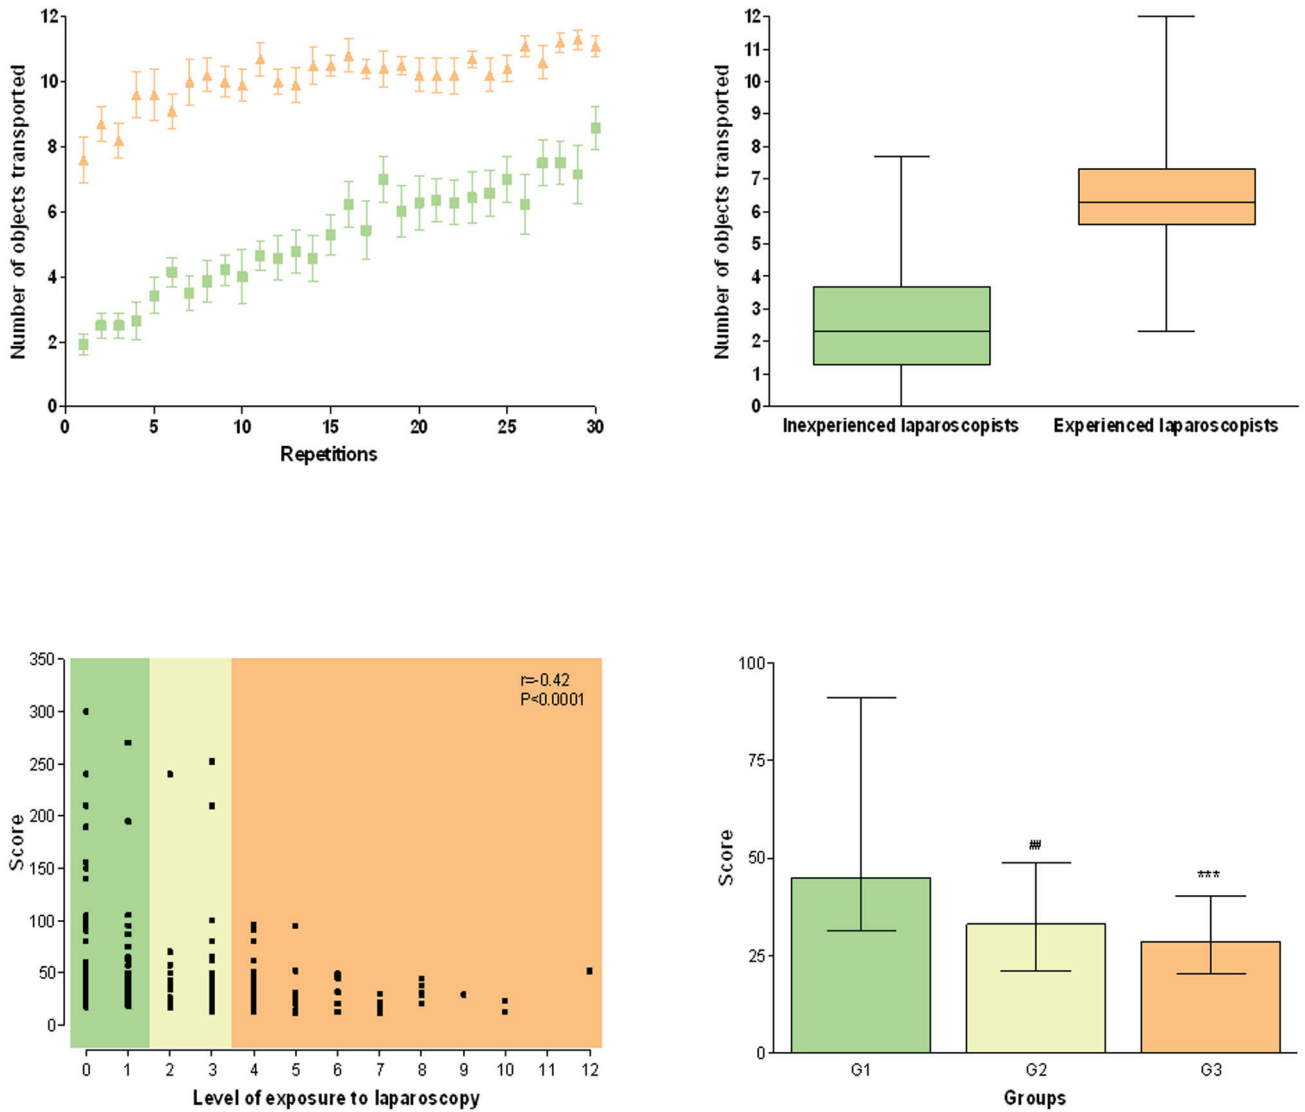 Number of objects transported
12
10
8
6
4
2
0
0 5 10 15 20 25 30
Repetitions
Number of objects transported
12
11
10
9
8
7
6
5
4
3
2
1
0
Inexperienced laparoscopists Experienced laparoscopists
Score
350
300
250
200
150
100
50
0
r=-0.42
P<0.0001
0 1 2 3 4 5 6 7 8 9 10 11 12
Level of exposure to laparoscopy
Score
100
75
50
25
0
##
***
G1 G2 G3
Groups